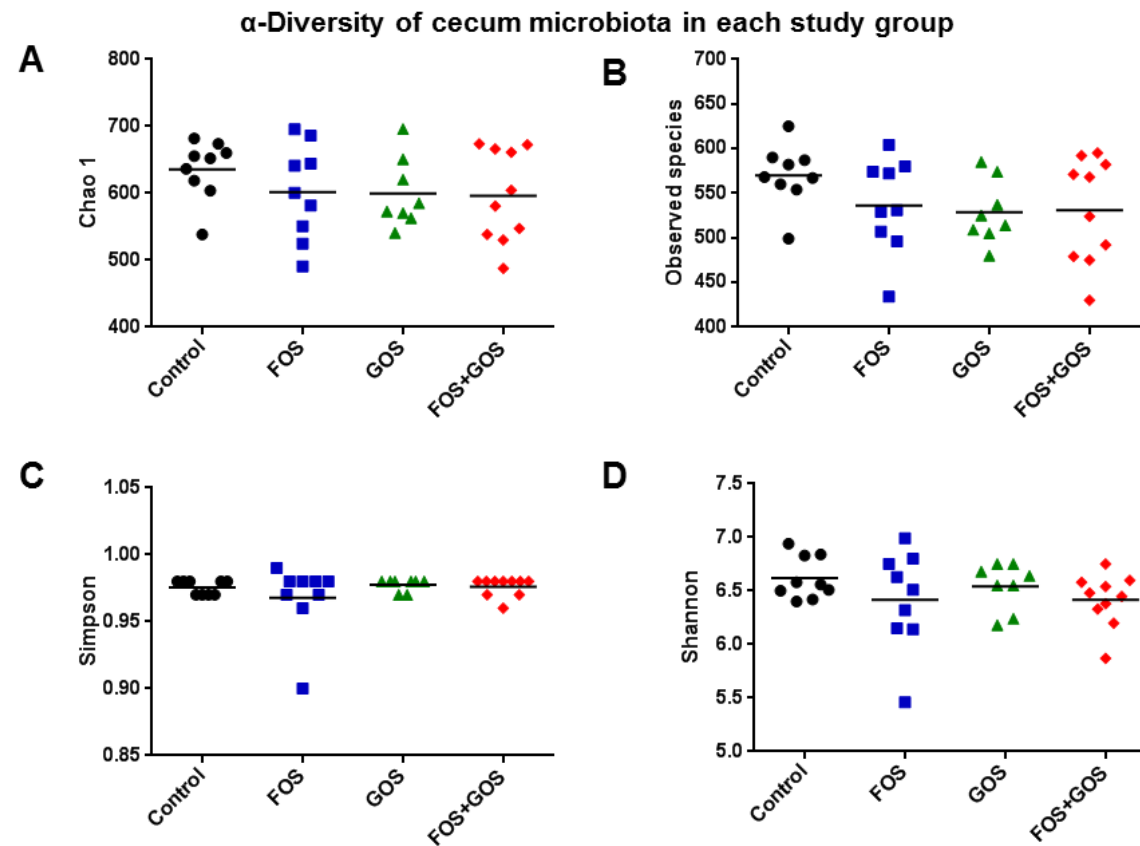 α-Diversity of cecum microbiota in each study group
A
Chao 1
800
700
600
500
400
Control
FOS
GOS
FOS+GOS
B
Observed species
700
650
600
550
500
450
400
Control
FOS
GOS
FOS+GOS
C
Simpson
1.05
1.00
0.95
0.90
0.85
Control
FOS
GOS
FOS+GOS
D
Shannon
7.5
7.0
6.5
6.0
5.5
5.0
Control
FOS
GOS
FOS+GOS